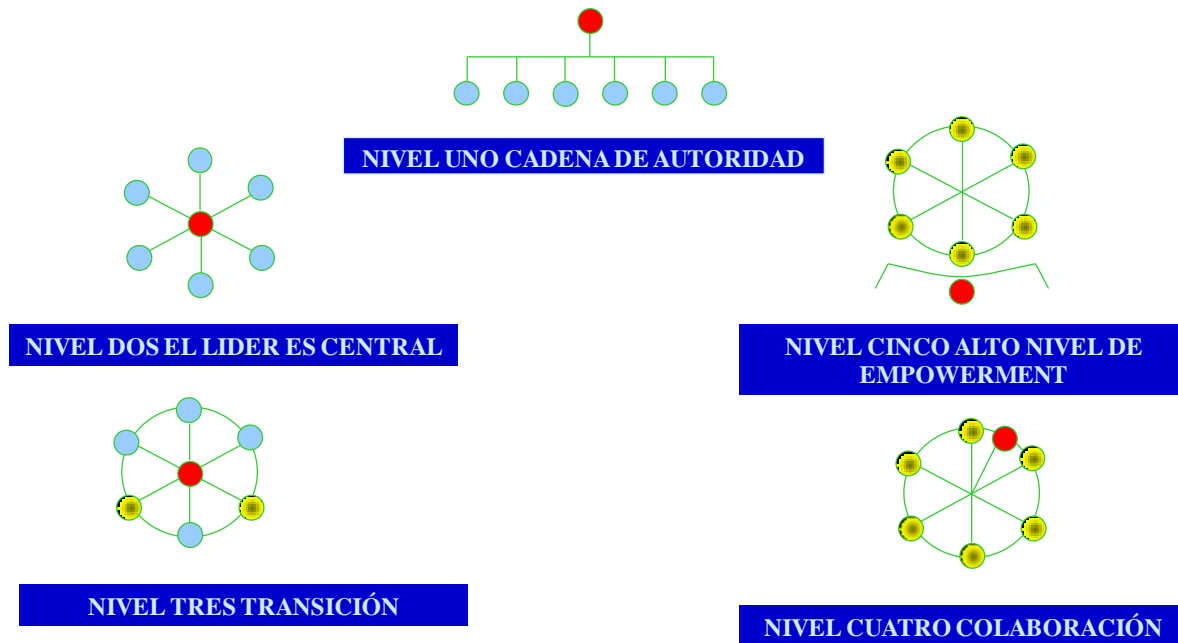 NIVEL UNO CADENA DE AUTORIDAD
NIVEL DOS EL LIDER ES CENTRAL
NIVEL CINCO ALTO NIVEL DE
EMPOWERMENT
NIVEL TRES TRANSICIÓN
NIVEL CUATRO COLABORACIÓN